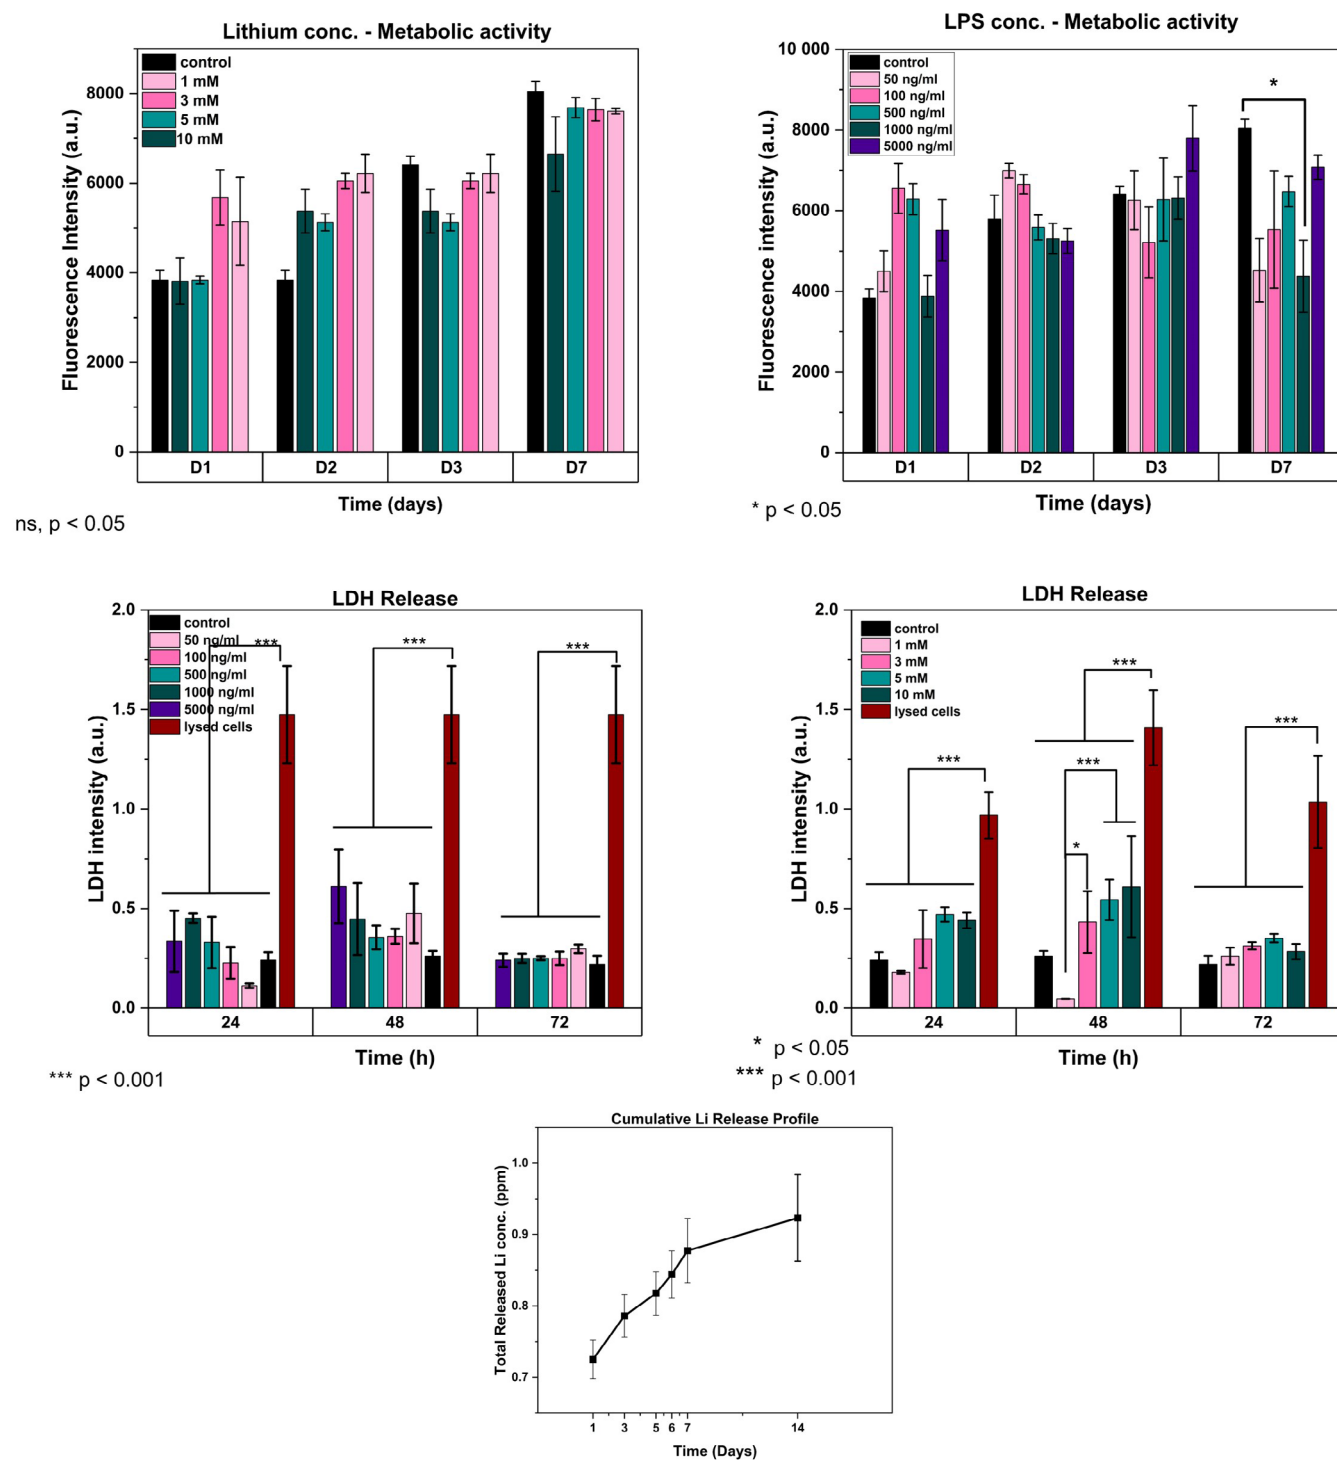 Lithium conc. - Metabolic activity
control
1 mM
3 mM
5 mM
10 mM
Fluorescence Intensity (a.u.)
8000
6000
4000
2000
0
D1
D2
D3
D7
Time (days)
ns, p < 0.05
LPS conc. - Metabolic activity
control
50 ng/ml
100 ng/ml
500 ng/ml
1000 ng/ml
5000 ng/ml
*
Fluorescence intensity (a.u.)
10 000
8000
6000
4000
2000
0
D1
D2
D3
D7
Time (days)
* p < 0.05
LDH Release
control
50 ng/ml
100 ng/ml
500 ng/ml
1000 ng/ml
5000 ng/ml
lysed cells
***
***
***
LDH intensity (a.u.)
2.0
1.5
1.0
0.5
0.0
24
48
72
Time (h)
*** p < 0.001
LDH Release
control
1 mM
3 mM
5 mM
10 mM
lysed cells
***
***
***
*
***
LDH intensity (a.u.)
2.0
1.5
1.0
0.5
0.0
24
48
72
Time (h)
* p < 0.05
*** p < 0.001
Cumulative Li Release Profile
Total Released Li conc. (ppm)
1.0
0.9
0.8
0.7
1
3
5
6
7
14
Time (Days)